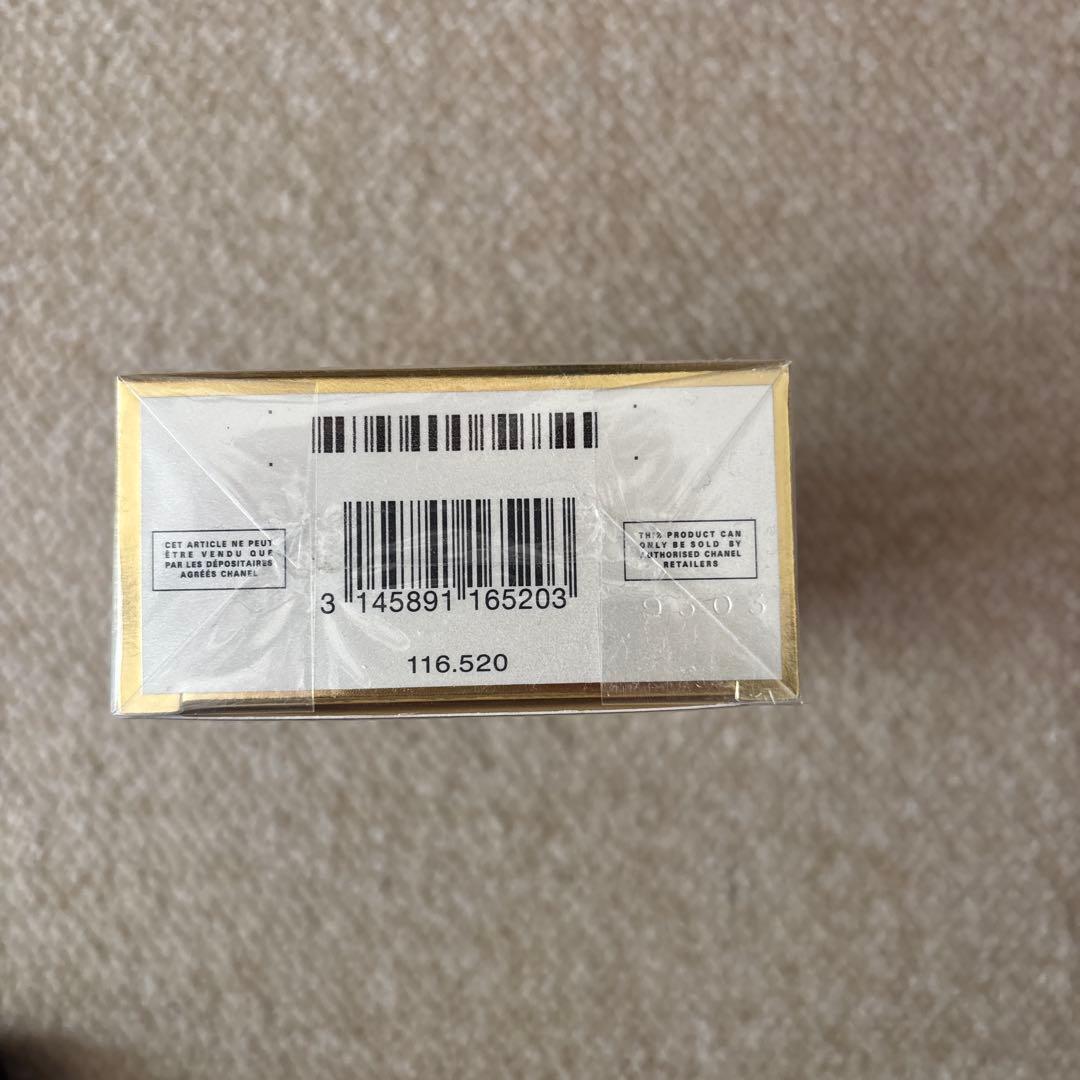 CET ARTICLE NE PEUT
ÊTRE VENDU QUE
PAR LES DÉPOSITAIRES
AGRÉÉS CHANEL
3 145891 165203
116.520
THIS PRODUCT CAN
ONLY BE SOLD BY
AUTHORISED CHANEL
RETAILERS